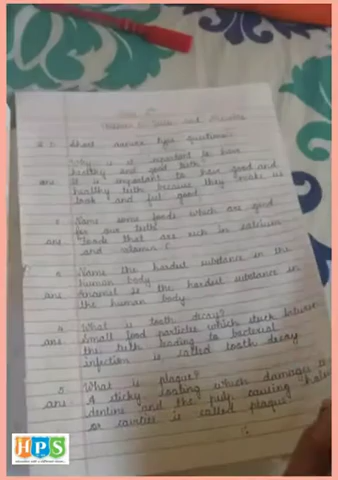 Short answer type questions:
Why is it important to have
healthy and good teeth
ans It is important to have good and
healthy teeth because they make us
look and feel good
Name some foods which are good
for our teeth
ans Foods that are rich in calcium
and vitamin C
3. Name the hardest substance in the
human body
ans Enamel is the hardest substance in
the human body
4. What is tooth decay?
ans Small food particles which stuck between
the teeth leading to bacterial
infection is called tooth decay
5. What is plaque?
ans A sticky coating which damages
dentine and the pulp causing holes
or cavities is called plaque
HPS